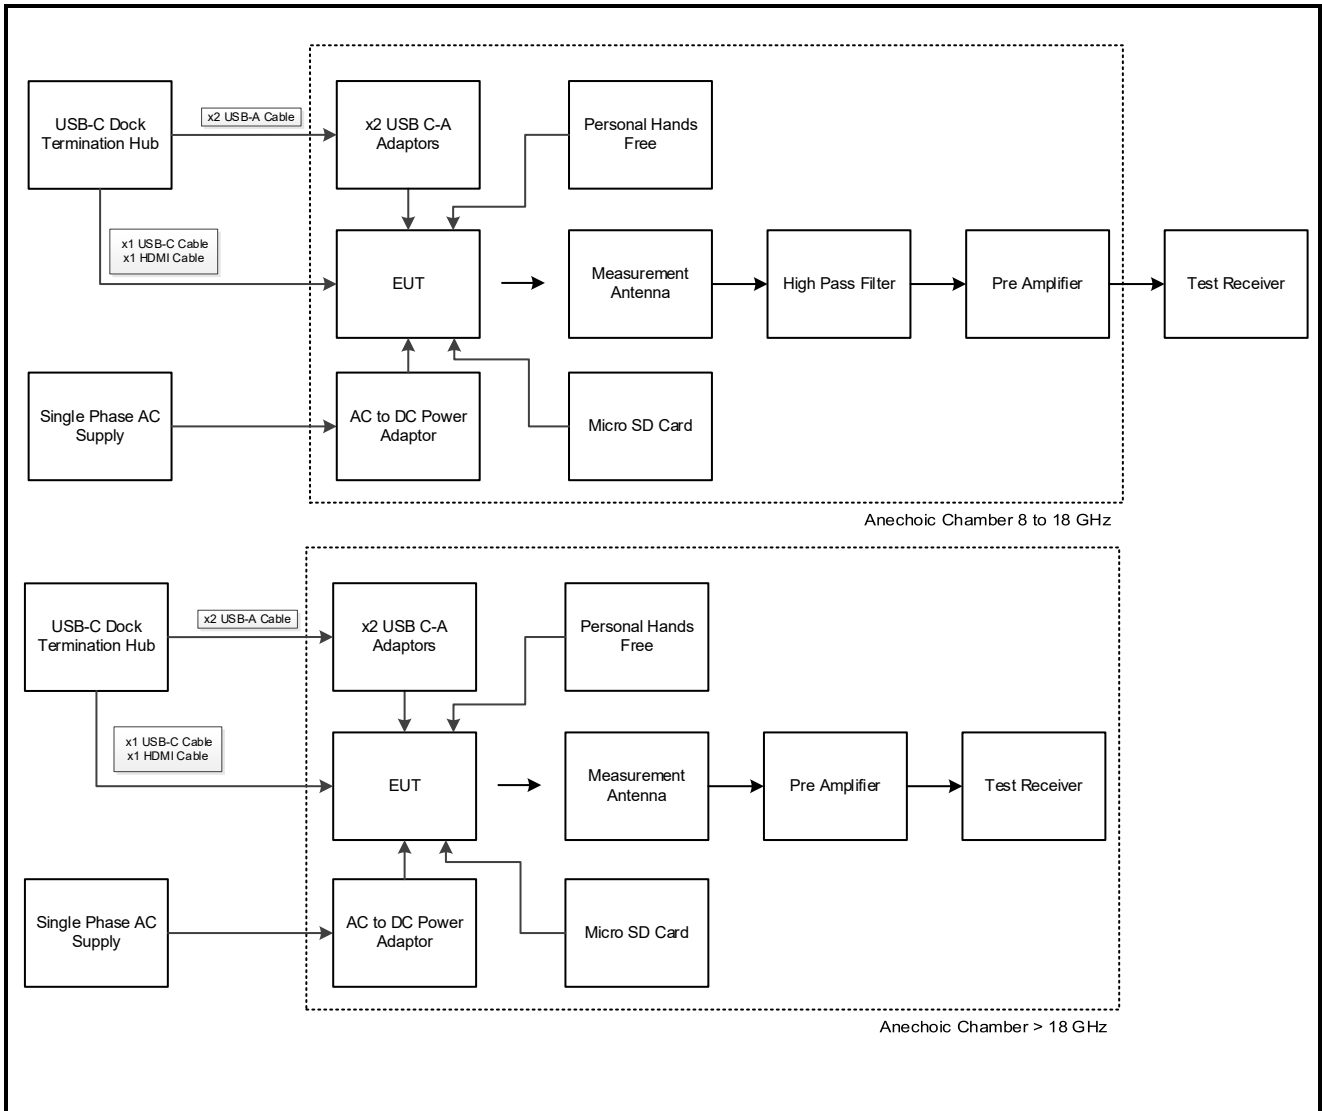 USB-C Dock
Termination Hub
x2 USB-A Cable
x2 USB C-A
Adaptors
Personal Hands
Free
x1 USB-C Cable
x1 HDMI Cable
EUT
Measurement
Antenna
High Pass Filter
Pre Amplifier
Test Receiver
Single Phase AC
Supply
AC to DC Power
Adaptor
Micro SD Card
Anechoic Chamber 8 to 18 GHz
USB-C Dock
Termination Hub
x2 USB-A Cable
x2 USB C-A
Adaptors
Personal Hands
Free
x1 USB-C Cable
x1 HDMI Cable
EUT
Measurement
Antenna
Pre Amplifier
Test Receiver
Single Phase AC
Supply
AC to DC Power
Adaptor
Micro SD Card
Anechoic Chamber > 18 GHz